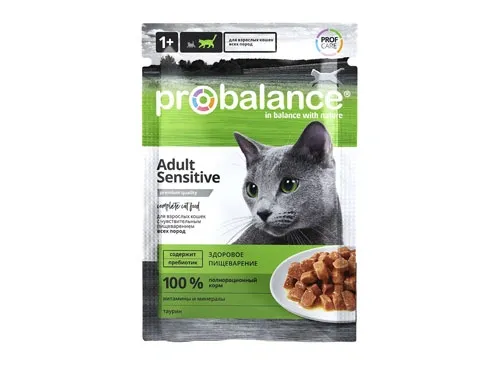 1+
для взрослых кошек
всех пород
PROF
CARE
probalance®
in balance with nature
Adult
Sensitive
premium quality
complete cat food
для взрослых кошек
с чувствительным
пищеварением
всех пород
содержит
пребиотик
ЗДОРОВОЕ
ПИЩЕВАРЕНИЕ
100 %
полнорационный
корм
витамины и минералы
таурин